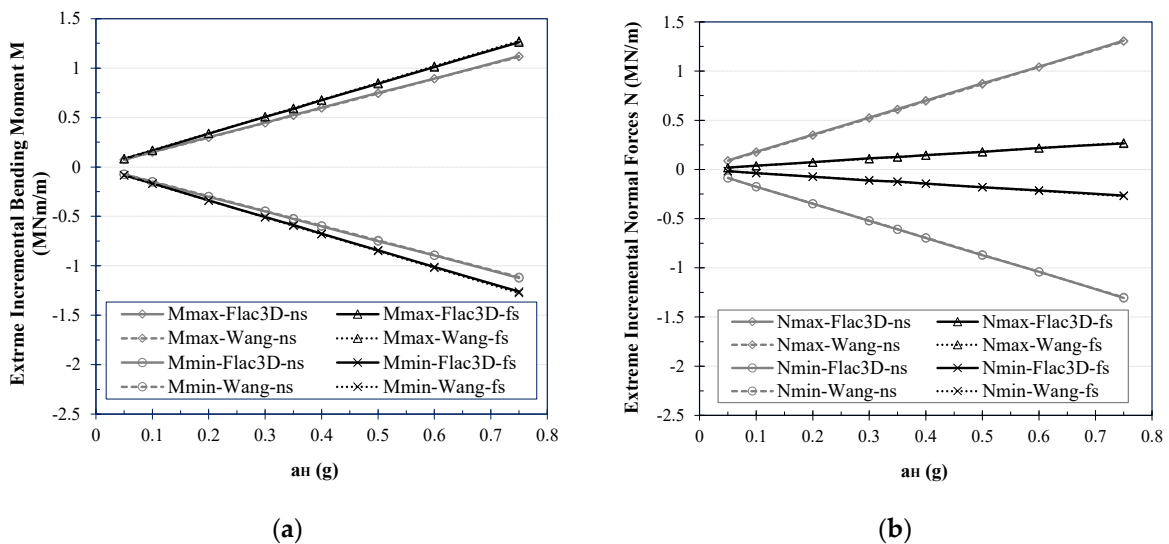 Extreme Incremental Bending Moment M
(MNm/m)
1.5
1
0.5
0
-0.5
-1
-1.5
-2
-2.5
Mmax-Flac3D-ns Mmax-Flac3D-fs
Mmax-Wang-ns Mmax-Wang-fs
Mmin-Flac3D-ns Mmin-Flac3D-fs
Mmin-Wang-ns Mmin-Wang-fs
0 0.1 0.2 0.3 0.4 0.5 0.6 0.7 0.8
aH (g)
(a)
Extreme Incremental Normal Forces N (MN/m)
1.5
1
0.5
0
-0.5
-1
-1.5
-2
-2.5
Nmax-Flac3D-ns Nmax-Flac3D-fs
Nmax-Wang-ns Nmax-Wang-fs
Nmin-Flac3D-ns Nmin-Flac3D-fs
Nmin-Wang-ns Nmin-Wang-fs
0 0.1 0.2 0.3 0.4 0.5 0.6 0.7 0.8
aH (g)
(b)